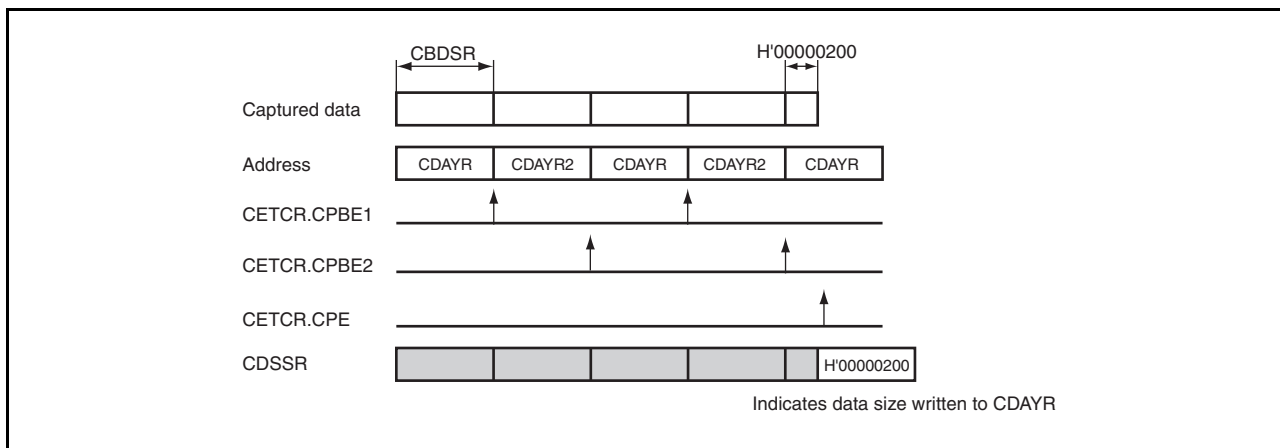 CBDSR H'00000200
Captured data
Address CDAYR CDAYR2 CDAYR CDAYR2 CDAYR
CETCR.CPBE1
CETCR.CPBE2
CETCR.CPE
CDSSR H'00000200
Indicates data size written to CDAYR